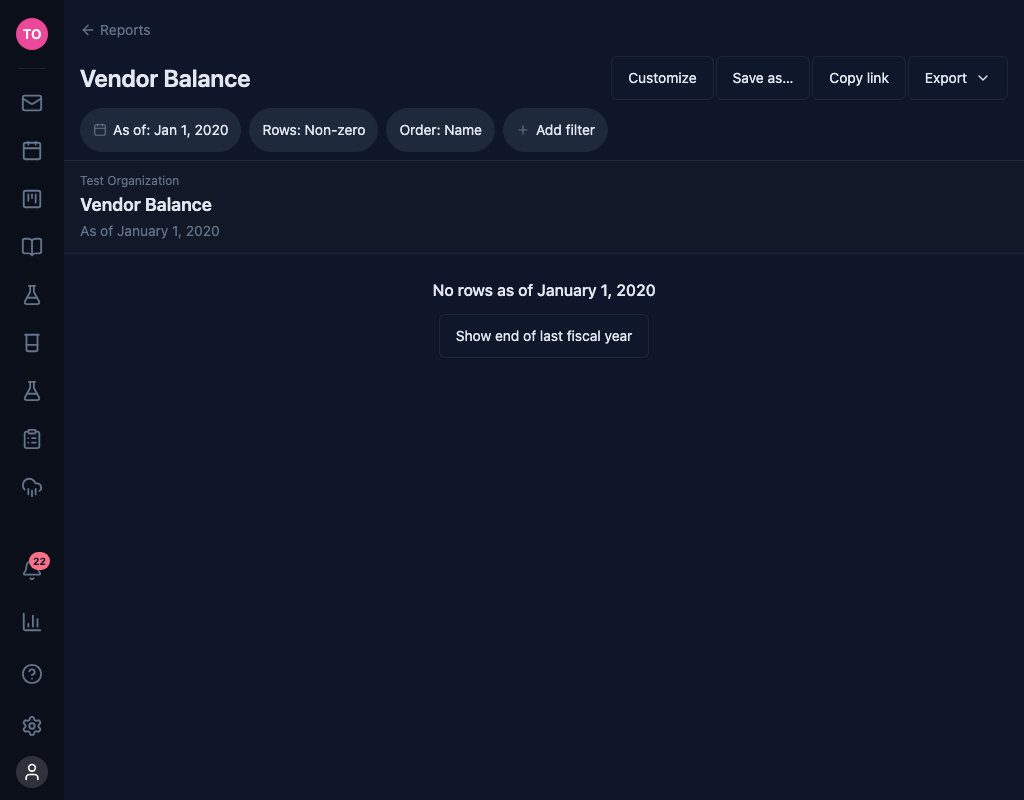 TO
Reports
Vendor Balance
Customize
Save as...
Copy link
Export
As of: Jan 1, 2020
Rows: Non-zero
Order: Name
Add filter
Test Organization
Vendor Balance
As of January 1, 2020
No rows as of January 1, 2020
Show end of last fiscal year
22